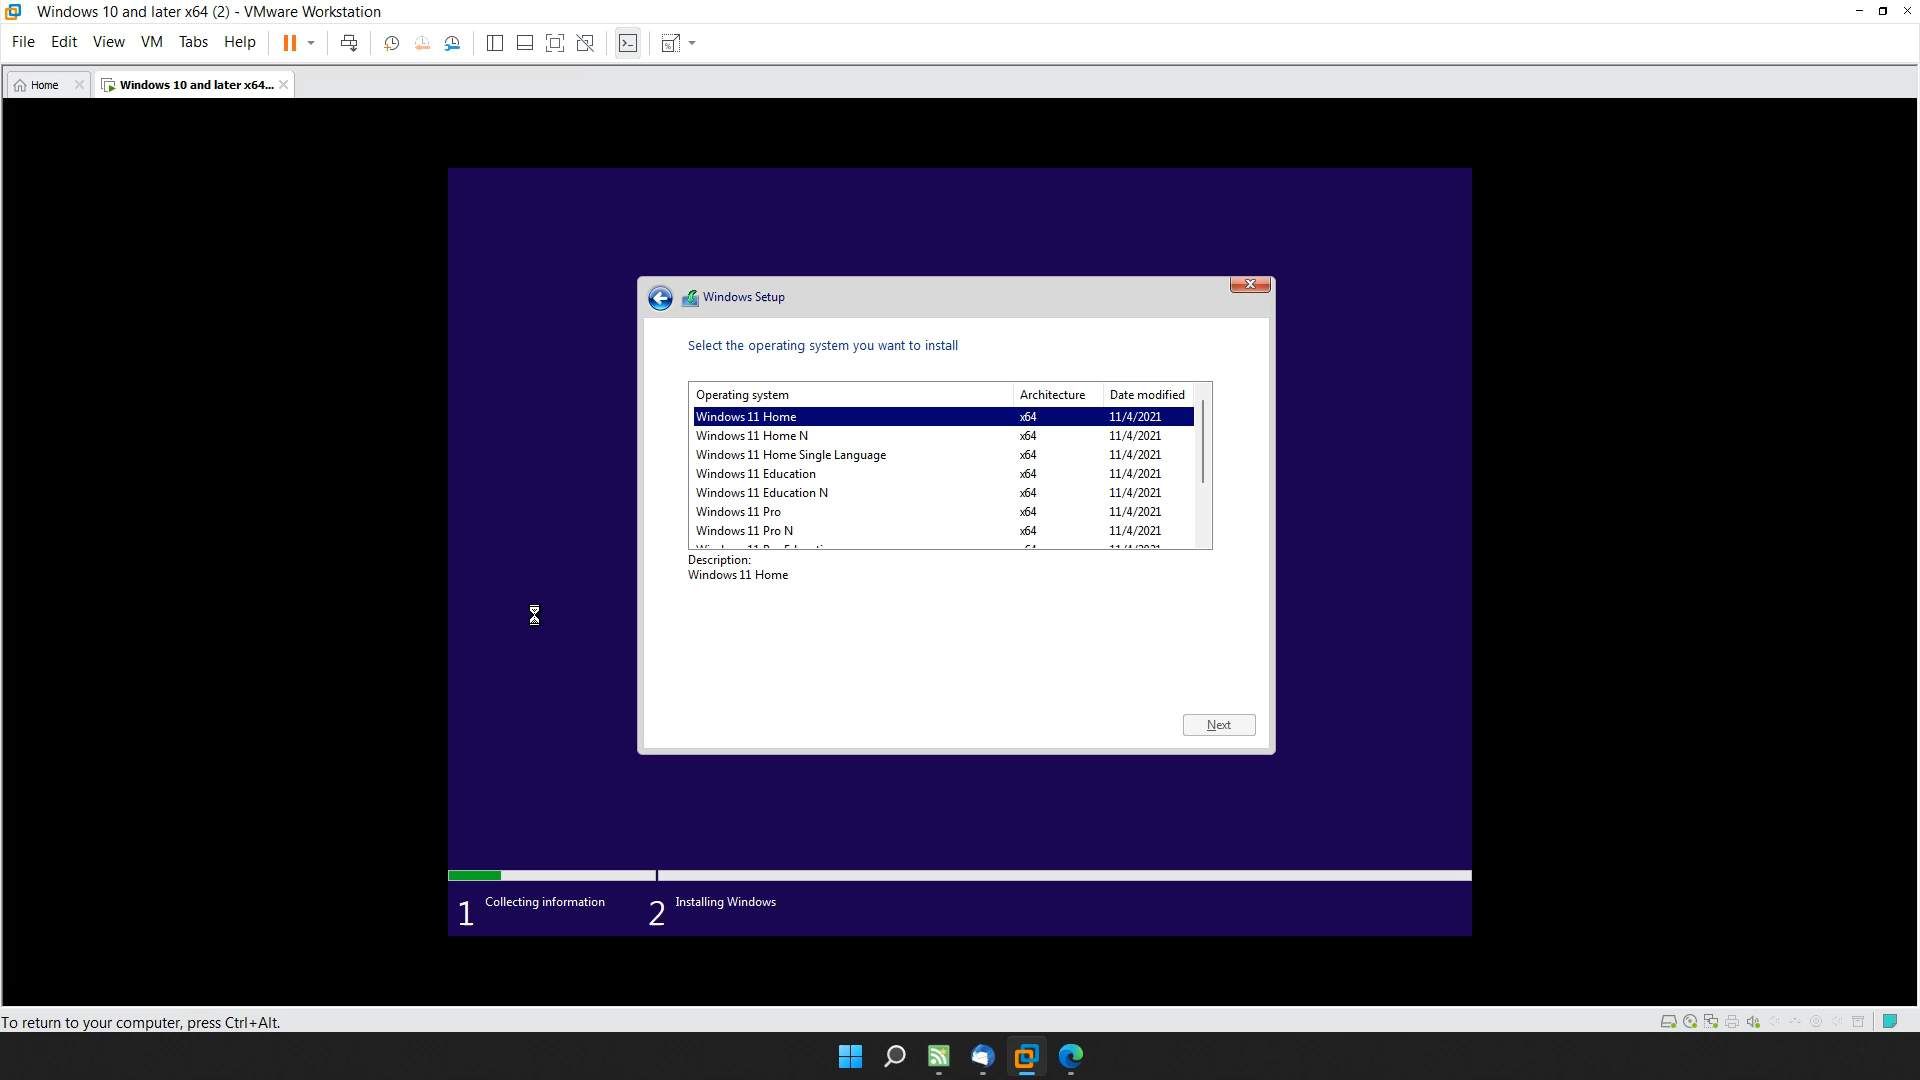 Windows 10 and later x64 (2) - VMware Workstation
File Edit View VM Tabs Help
Home Windows 10 and later x64...
Windows Setup
Select the operating system you want to install
Operating system Architecture Date modified
Windows 11 Home x64 11/4/2021
Windows 11 Home N x64 11/4/2021
Windows 11 Home Single Language x64 11/4/2021
Windows 11 Education x64 11/4/2021
Windows 11 Education N x64 11/4/2021
Windows 11 Pro x64 11/4/2021
Windows 11 Pro N x64 11/4/2021
Description:
Windows 11 Home
Next
1 Collecting information 2 Installing Windows
To return to your computer, press Ctrl+Alt.